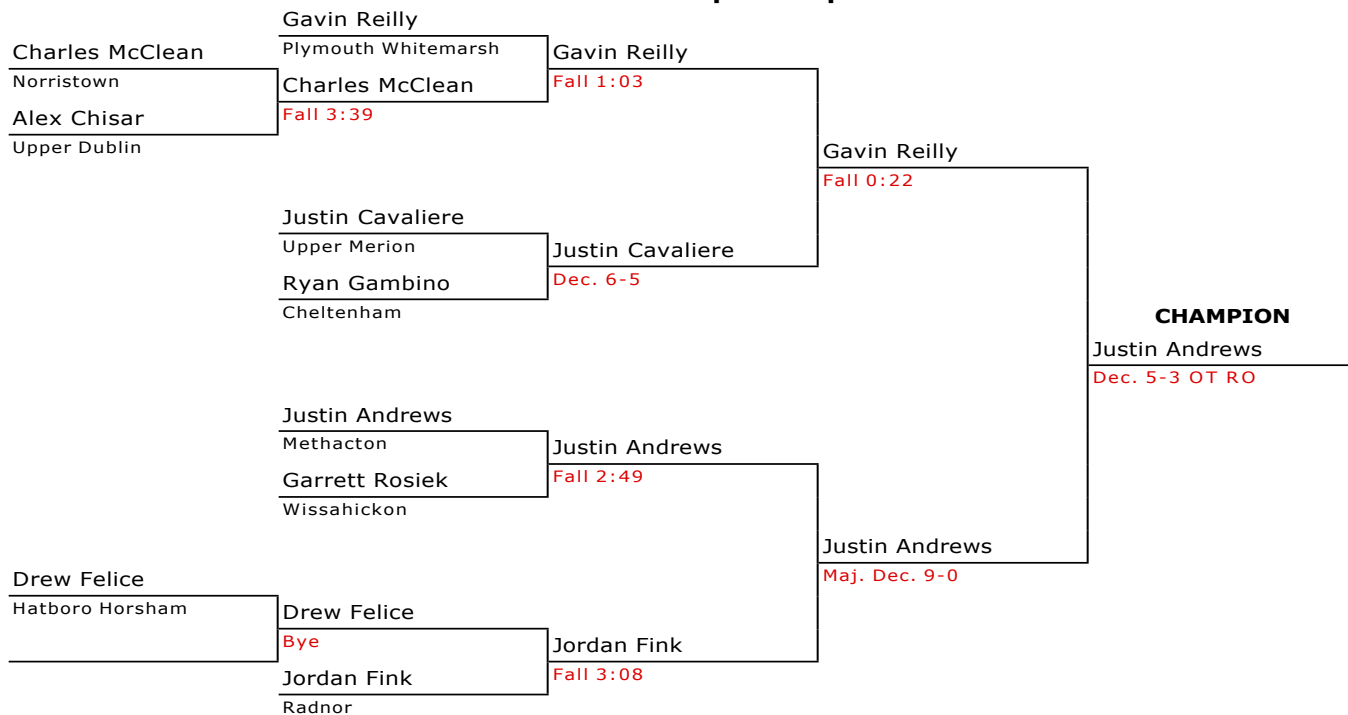 Gavin Reilly
Charles McClean
Plymouth Whitemarsh
Gavin Reilly
Norristown
Charles McClean
Fall 1:03
Alex Chisar
Fall 3:39
Upper Dublin
Gavin Reilly
Fall 0:22
Justin Cavaliere
Upper Merion
Justin Cavaliere
Ryan Gambino
Dec. 6-5
Cheltenham
CHAMPION
Justin Andrews
Dec. 5-3 OT RO
Justin Andrews
Methacton
Justin Andrews
Garrett Rosiek
Fall 2:49
Wissahickon
Justin Andrews
Maj. Dec. 9-0
Drew Felice
Hatboro Horsham
Drew Felice
Bye
Jordan Fink
Jordan Fink
Fall 3:08
Radnor